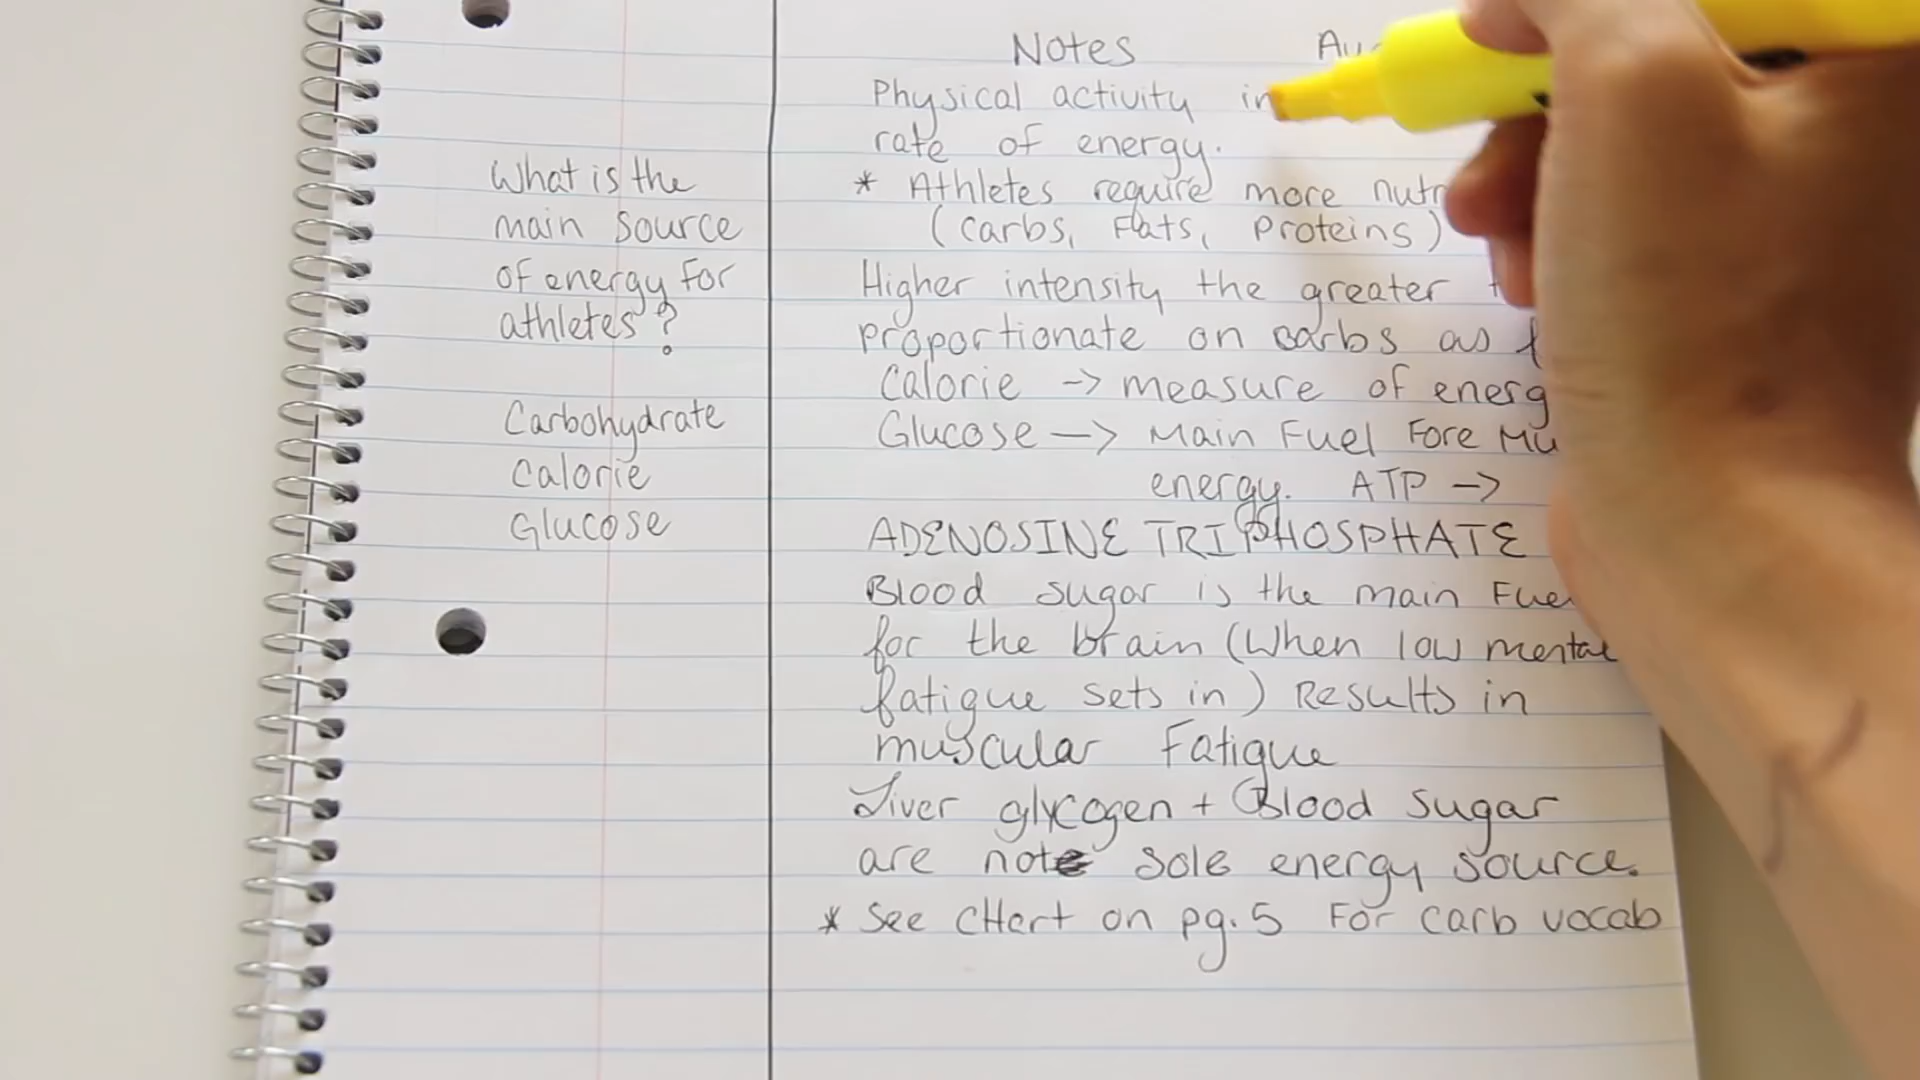 Notes
Physical activity
rate of energy.
* Athletes require more
(carbs, Fats, Proteins)
Higher intensity the greater
proportionate on carbs as
Calorie -> measure of energ
Glucose -> Main Fuel Fore Mu
energy. ATP ->
ADENOSINE TRIPHOSPHATE
Blood sugar is the main Fue
for the brain (When low mental
fatigue sets in) Results in
muscular Fatigue
Liver glycogen + Blood Sugar
are not sole energy source.
* See CHart on pg. 5 For carb vocab
What is the
main source
of energy for
athletes?
Carbohydrate
Calorie
Glucose